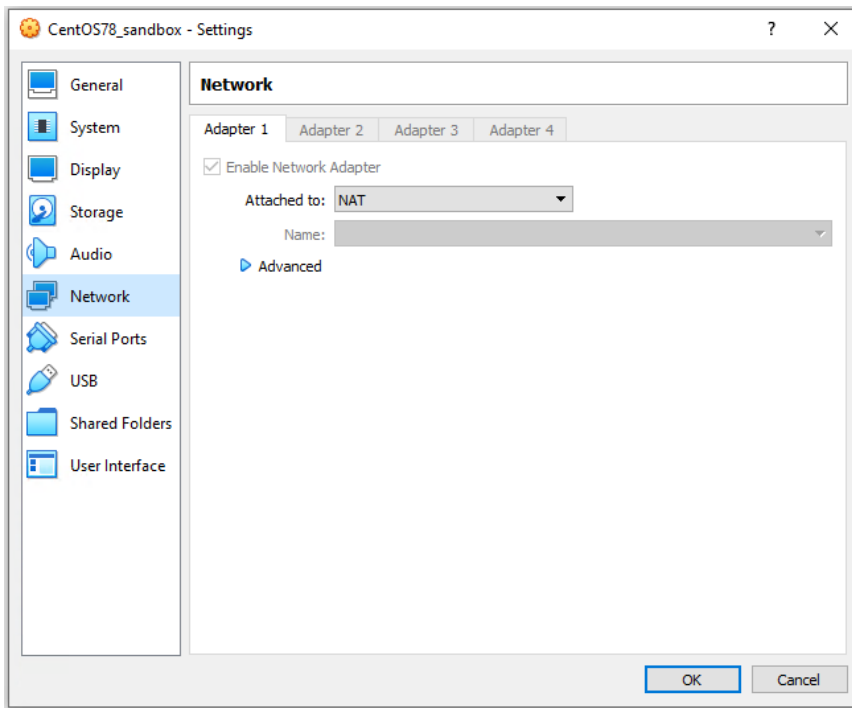 CentOS78_sandbox - Settings
?
General
System
Display
Storage
Audio
Network
Serial Ports
USB
Shared Folders
User Interface
Network
Adapter 1 Adapter 2 Adapter 3 Adapter 4
Enable Network Adapter
Attached to: NAT
Name:
Advanced
OK Cancel